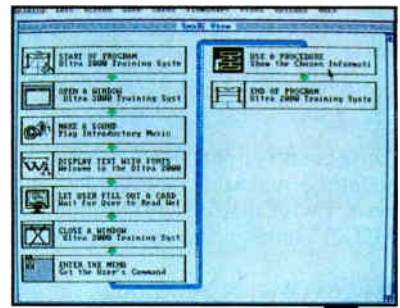 START OF PROGRAM
Ultra 2000 Training Syste
OPEN A WINDOW
Ultra 2000 Training Syst
MAKE A SOUND
Play Introductory Music
DISPLAY TEXT WITH FONTS
Welcome to the Ultra 2000
LET USER FILL OUT A CARD
Wait for User to Read Wel
CLOSE A WINDOW
Ultra 2000 Training Syst
ENTER THE MENU
Get the User's Command
USE A PROCEDURE
Show the Chosen Informati
END OF PROGRAM
Ultra 2000 Training Syste